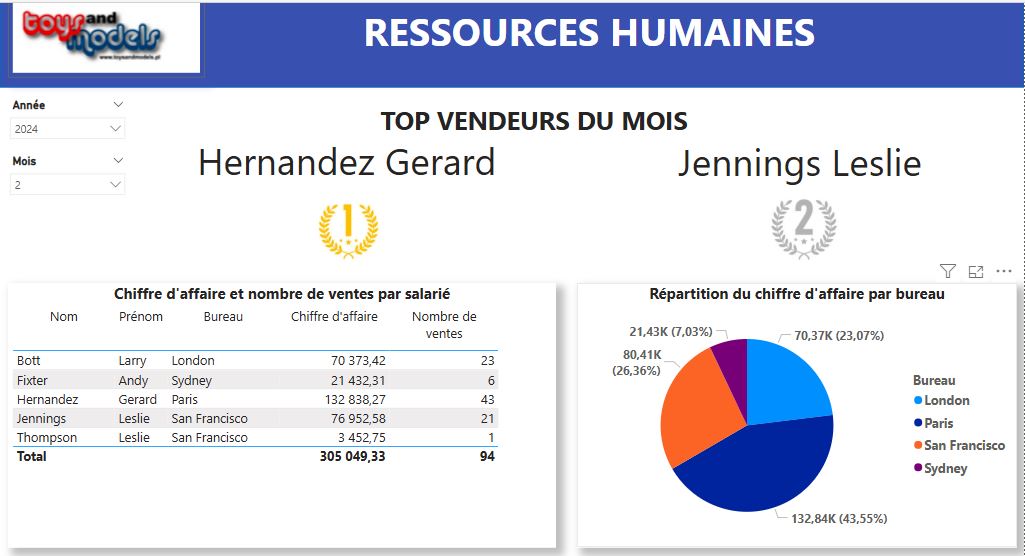 toys and
models
www.toysandmodels.pl
RESSOURCES HUMAINES
Année
2024
Mois
2
TOP VENDEURS DU MOIS
Hernandez Gerard
Jennings Leslie
1
2
Chiffre d'affaire et nombre de ventes par salarié
Nom Prénom Bureau Chiffre d'affaire Nombre de
ventes
Bott Larry London 70 373,42 23
Fixter Andy Sydney 21 432,31 6
Hernandez Gerard Paris 132 838,27 43
Jennings Leslie San Francisco 76 952,58 21
Thompson Leslie San Francisco 3 452,75 1
Total 305 049,33 94
Répartition du chiffre d'affaire par bureau
21,43K (7,03%)
70,37K (23,07%)
80,41K
(26,36%)
132,84K (43,55%)
Bureau
London
Paris
San Francisco
Sydney